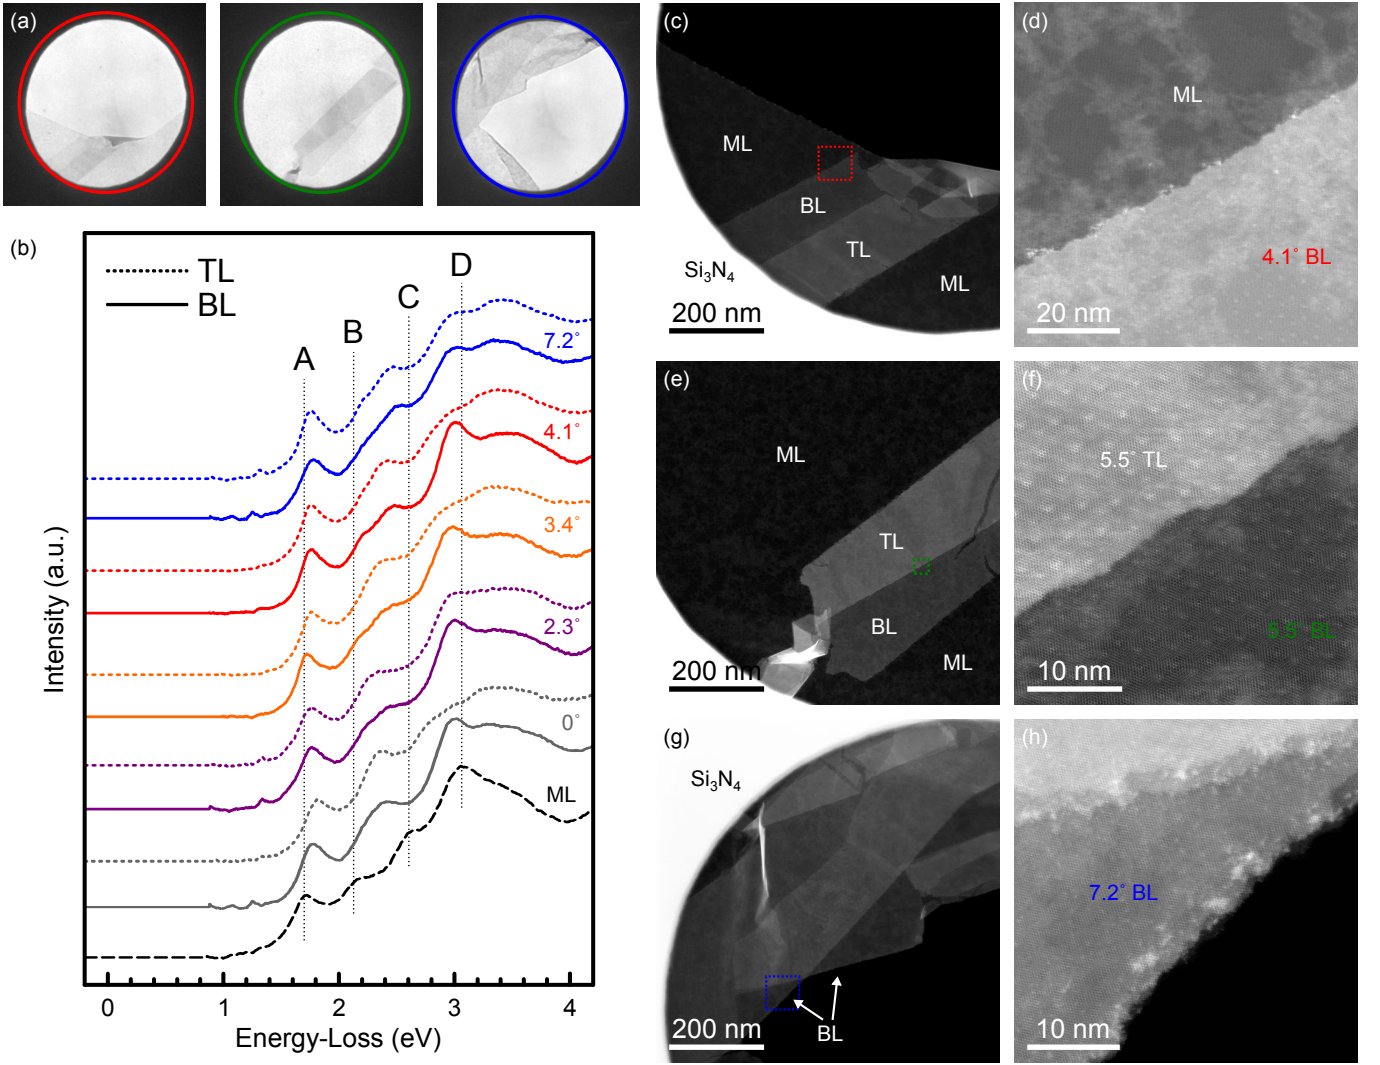 (a)
(b)
TL
BL
A
B
C
D
7.2°
4.1°
3.4°
2.3°
0°
ML
Intensity (a.u.)
0 1 2 3 4
Energy-Loss (eV)
(c)
ML
BL
TL
ML
Si3N4
200 nm
(d)
ML
4.1° BL
20 nm
(e)
ML
TL
BL
ML
200 nm
(f)
5.5° TL
5.5° BL
10 nm
(g)
Si3N4
BL
200 nm
(h)
7.2° BL
10 nm